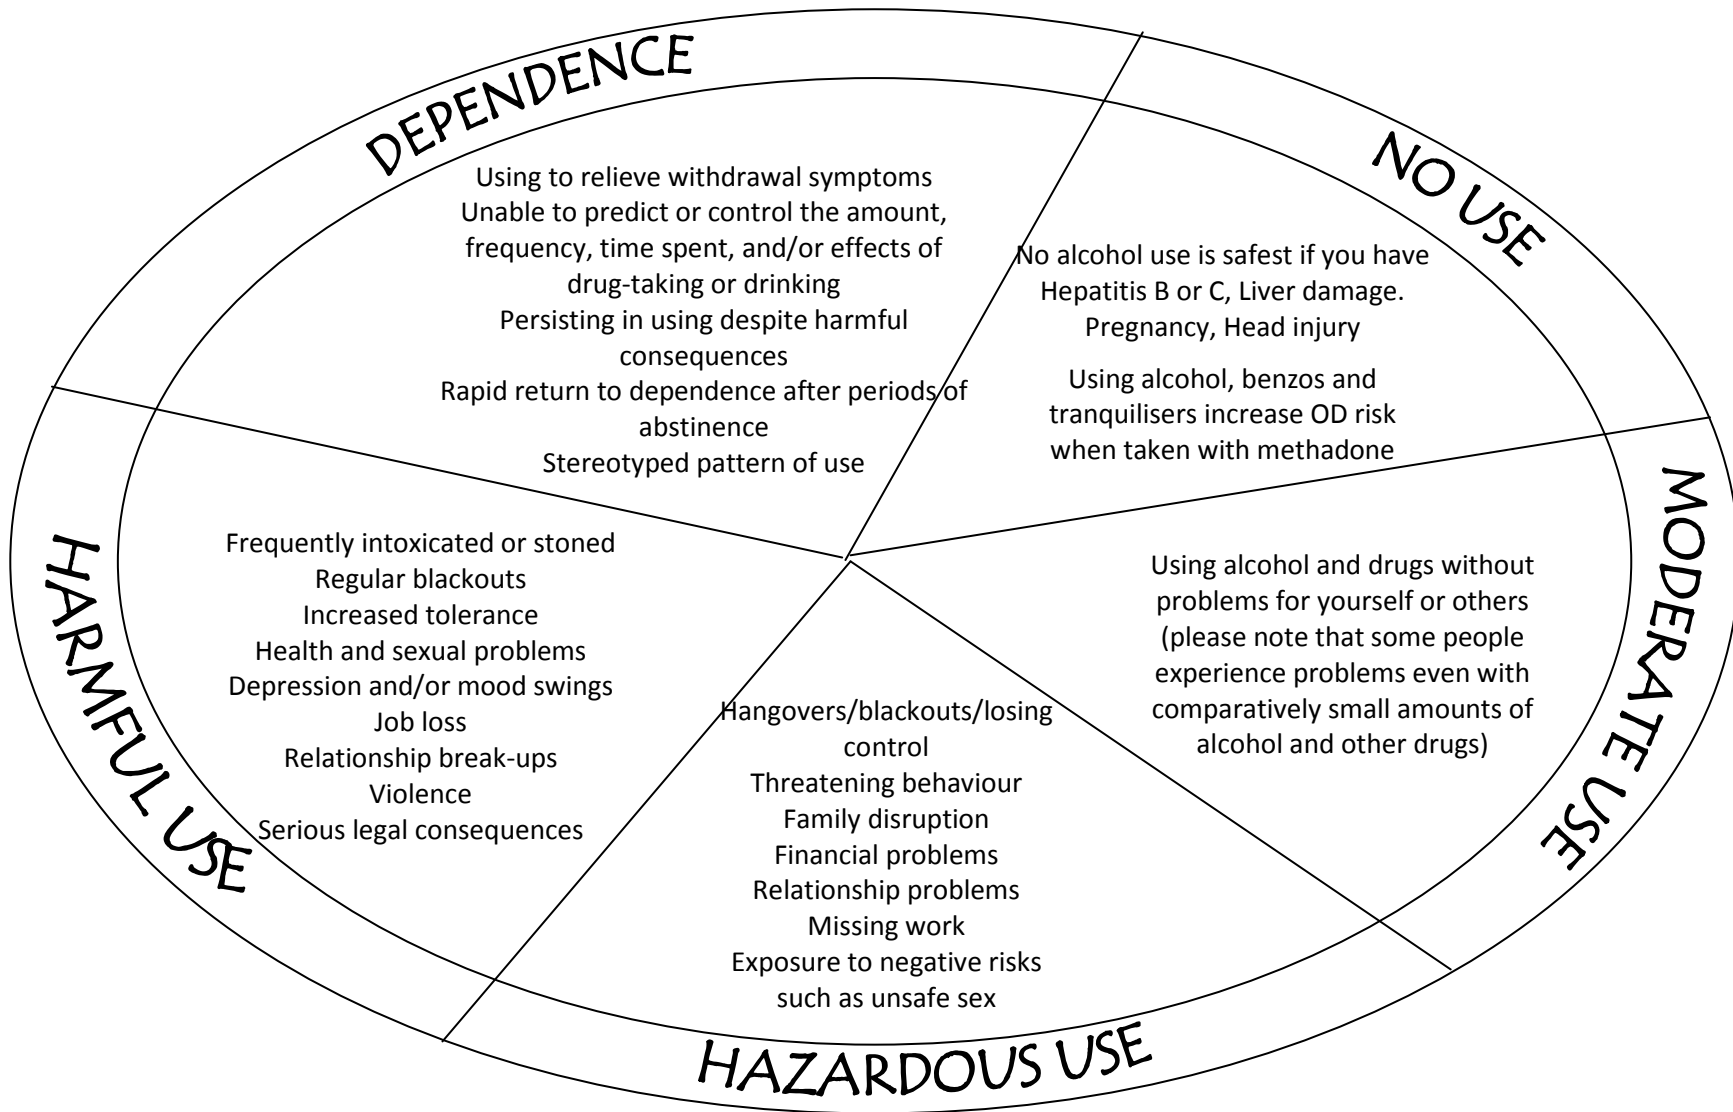 DEPENDENCE
Using to relieve withdrawal symptoms
Unable to predict or control the amount,
frequency, time spent, and/or effects of
drug-taking or drinking
Persisting in using despite harmful
consequences
Rapid return to dependence after periods of
abstinence
Stereotyped pattern of use
NO USE
No alcohol use is safest if you have
Hepatitis B or C, Liver damage.
Pregnancy, Head injury
Using alcohol, benzos and
tranquilisers increase OD risk
when taken with methadone
MODERATE USE
Using alcohol and drugs without
problems for yourself or others
(please note that some people
experience problems even with
comparatively small amounts of
alcohol and other drugs)
HAZARDOUS USE
Hangovers/blackouts/losing
control
Threatening behaviour
Family disruption
Financial problems
Relationship problems
Missing work
Exposure to negative risks
such as unsafe sex
HARMFUL USE
Frequently intoxicated or stoned
Regular blackouts
Increased tolerance
Health and sexual problems
Depression and/or mood swings
Job loss
Relationship break-ups
Violence
Serious legal consequences